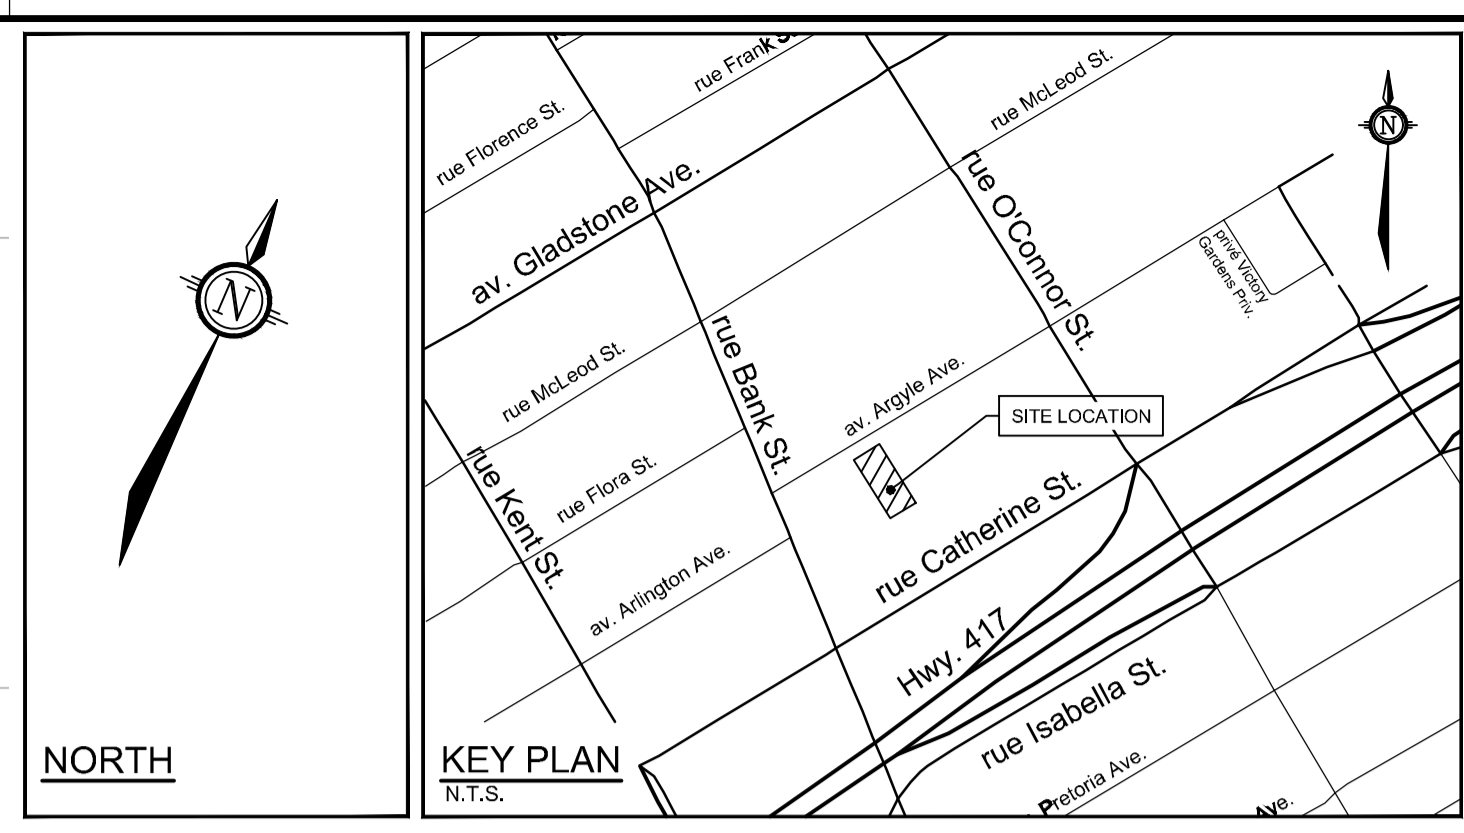 N
NORTH
rue Frank St.
rue McLeod St.
rue Florence St.
N
av. Gladstone Ave.
rue O'Connor St.
privé Victory
Gardens Priv.
rue McLeod St.
rue Bank St.
av. Argyle Ave.
SITE LOCATION
rue Kent St.
rue Flora St.
rue Catherine St.
av. Arlington Ave.
Hwy. 417
rue Isabella St.
Pretoria Ave.
Ave.
KEY PLAN
N.T.S.